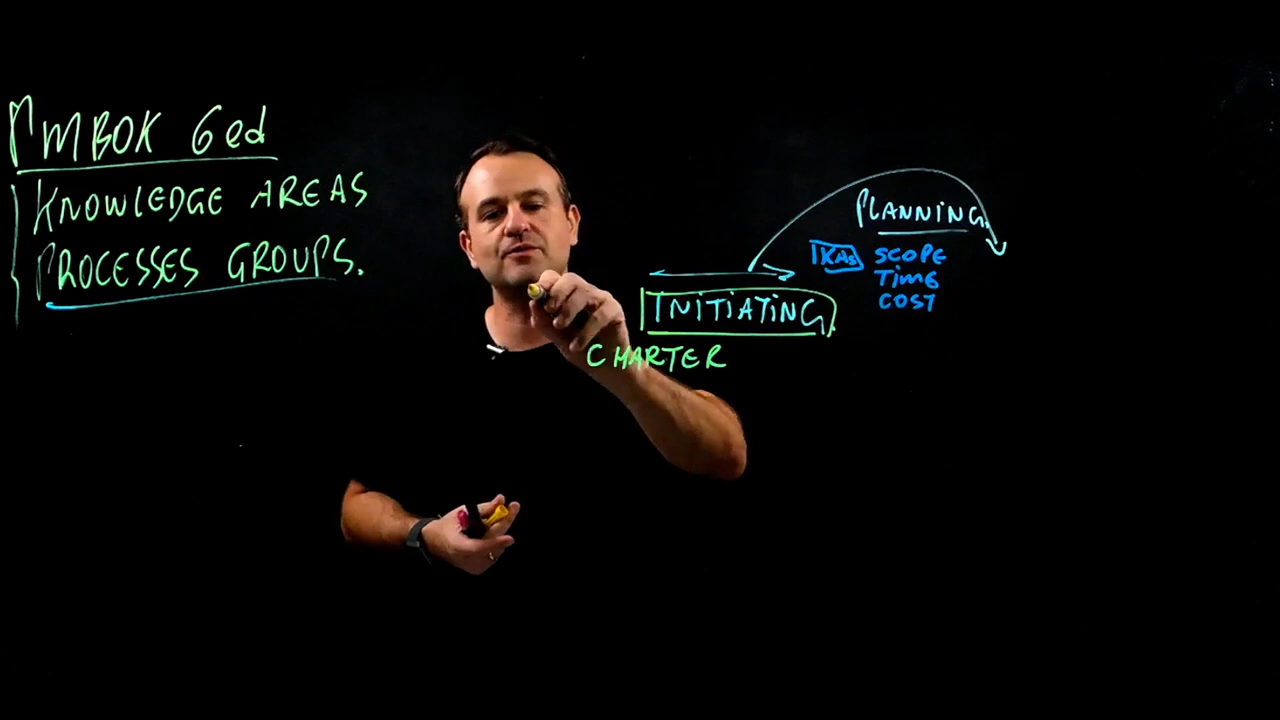 PMBOK 6ed
KNOWLEDGE AREAS
PROCESSES GROUPS.
PLANNING
KAs SCOPE
TIME
COST
INITIATING
CHARTER